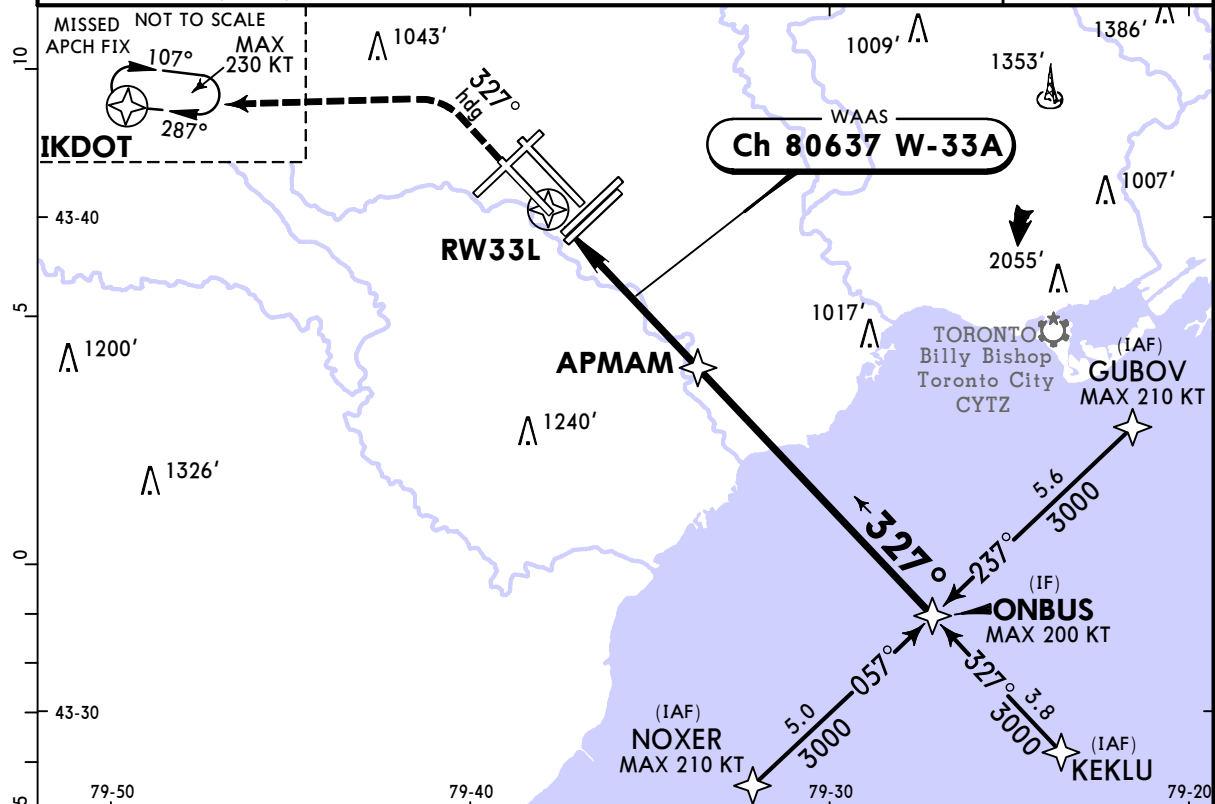 MISSED
APCH FIX
NOT TO SCALE
107°
MAX
230 KT
287°
IKDOT
1043'
327°
hdg
1009'
1386'
1353'
WAAS
Ch 80637 W-33A
1007'
10
43-40
RW33L
2055'
5
1017'
TORONTO
Billy Bishop
Toronto City
CYTZ
(IAF)
GUBOV
MAX 210 KT
1200'
APMAM
1240'
1326'
5.6
3000
237°
327°
0
(IF)
ONBUS
MAX 200 KT
057°
5.0
3000
327°
3.8
3000
43-30
(IAF)
NOXER
MAX 210 KT
(IAF)
KEKLU
5
79-50
79-40
79-30
79-20